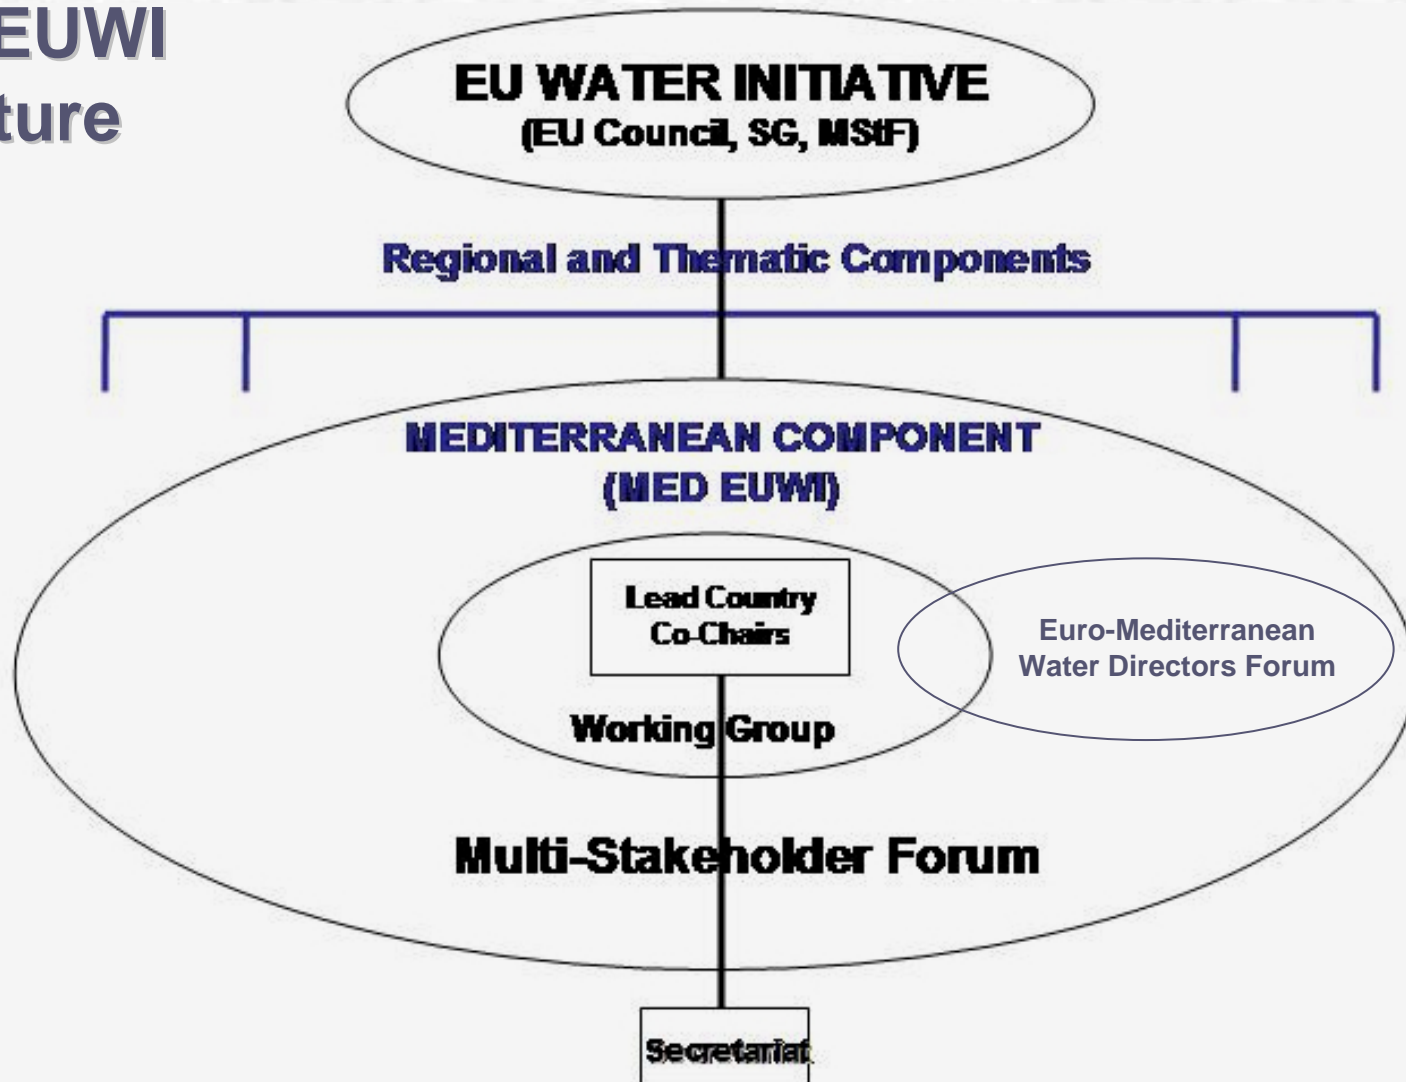 EUWI
ture
EU WATER INITIATIVE
(EU Council, SG, MStF)
Regional and Thematic Components
MEDITERRANEAN COMPONENT
(MED EUWI)
Lead Country
Co-Chairs
Euro-Mediterranean
Water Directors Forum
Working Group
Multi-Stakeholder Forum
Secretariat